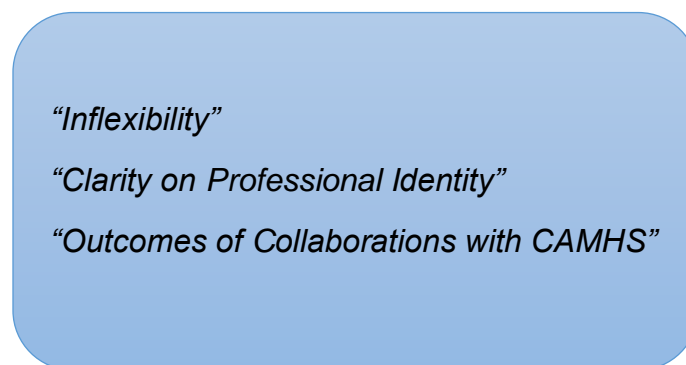 “Inflexibility”
“Clarity on Professional Identity”
“Outcomes of Collaborations with CAMHS”